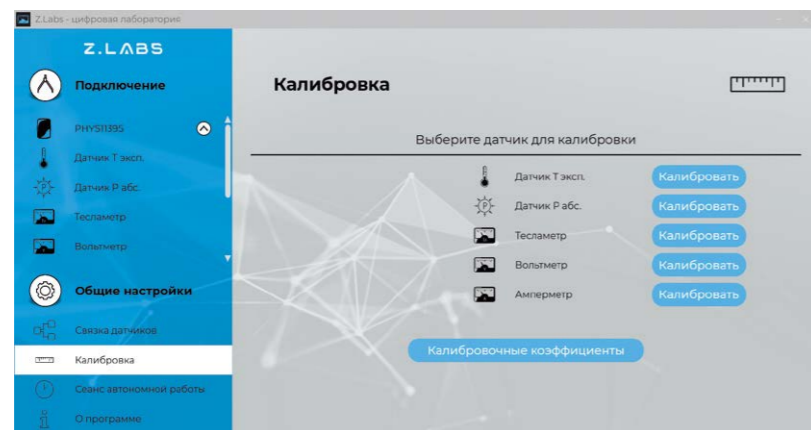 Z.Labs - цифровая лаборатория
Z.LABS
Подключение
PHYS11395
Датчик Т эксп.
Датчик Р абс.
Тесламетр
Вольтметр
Общие настройки
Связка датчиков
Калибровка
Сеанс автономной работы
О программе
Калибровка
Выберите датчик для калибровки
Датчик Т эксп. Калибровать
Датчик Р абс. Калибровать
Тесламетр Калибровать
Вольтметр Калибровать
Амперметр Калибровать
Калибровочные коэффициенты